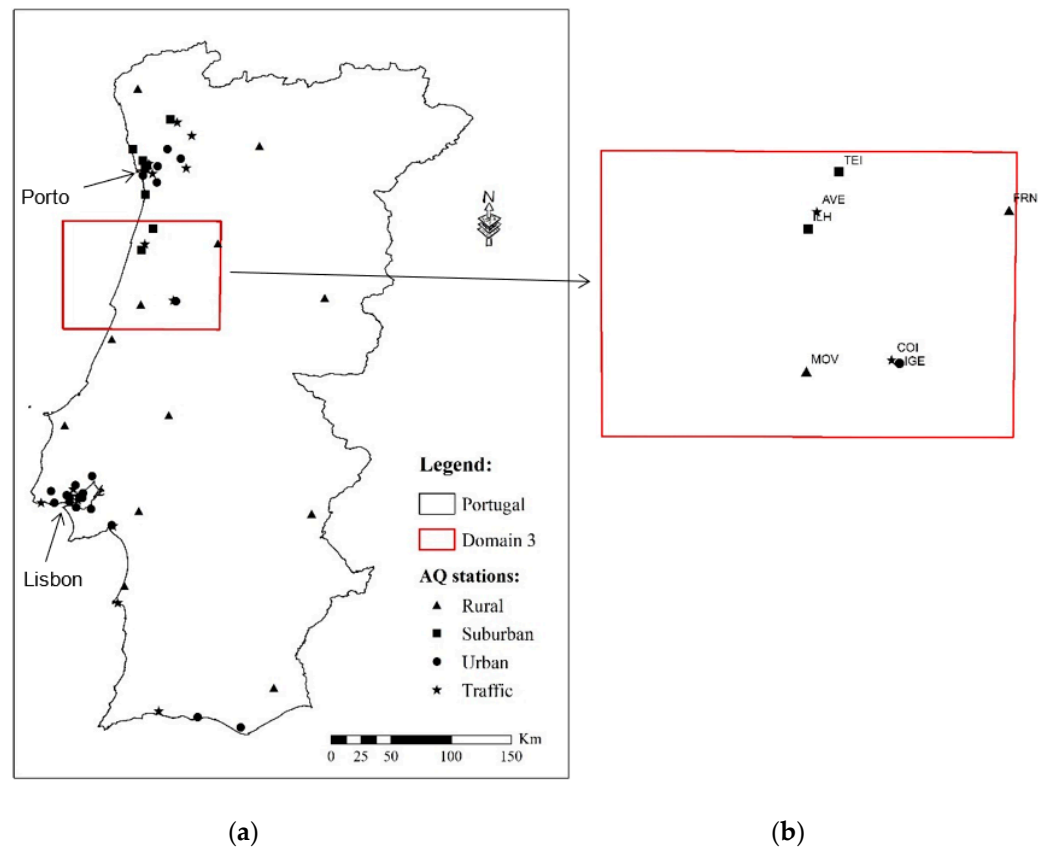 Porto
N
Lisbon
Legend:
Portugal
Domain 3
AQ stations:
Rural
Suburban
Urban
Traffic
Km
0 25 50 100 150
TEI
AVE
ILH
FRN
MOV
COI
IGE
(a) (b)